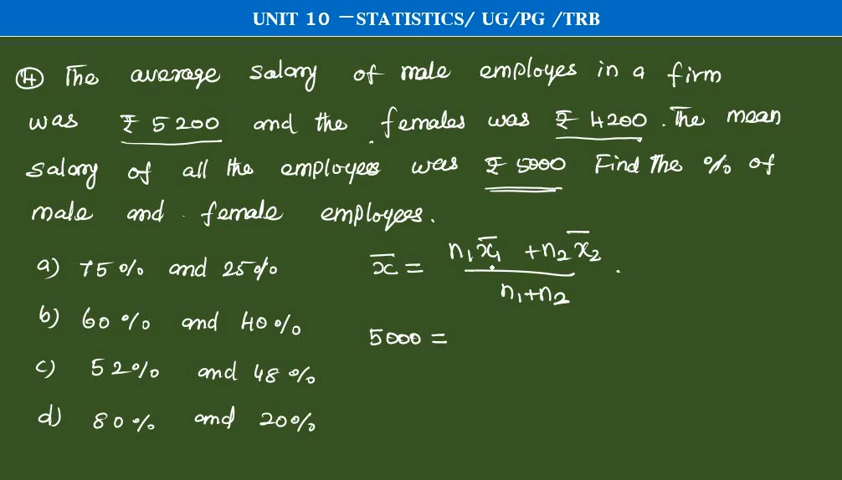 UNIT 10 –STATISTICS/ UG/PG /TRB
④ The average salary of male employes in a firm
was ₹ 5200 and the females was ₹ 4200. The mean
salary of all the employees was ₹ 5000 Find the % of
male and female employees.
a) 75% and 25%
b) 60% and 40%
c) 52% and 48%
d) 80% and 20%
x̄ = n₁x̄₁ + n₂x̄₂ / n₁+n₂
5000 =